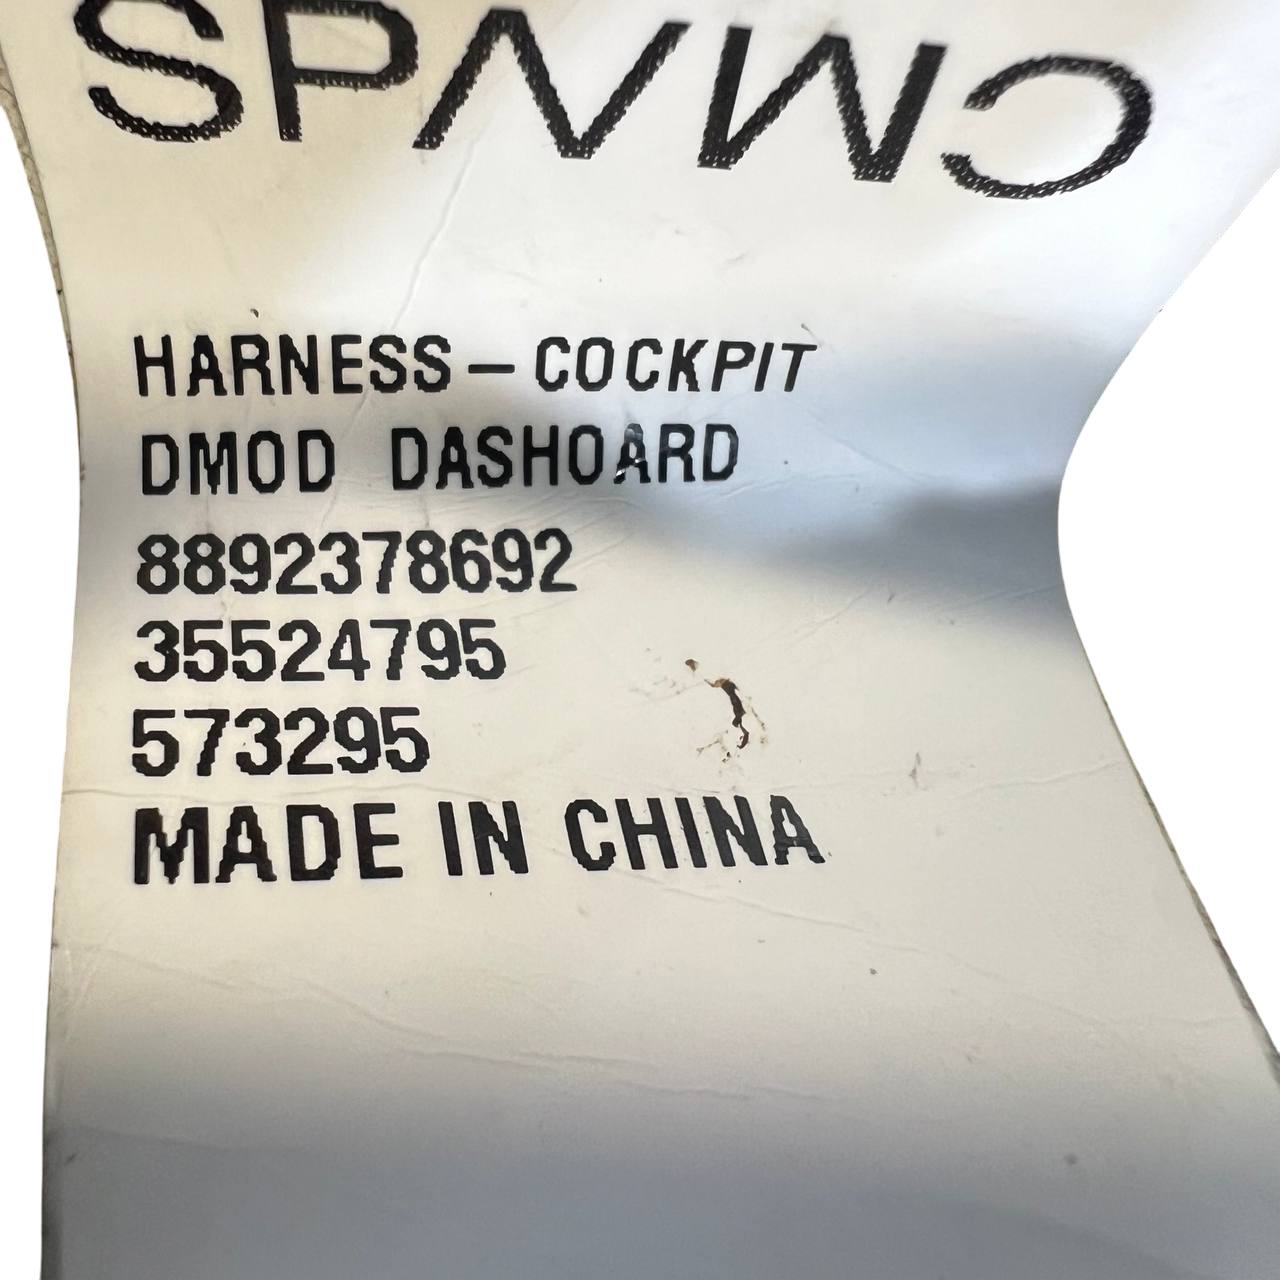 HARNESS – COCKPIT
DMOD DASHOARD
8892378692
35524795
573295
MADE IN CHINA